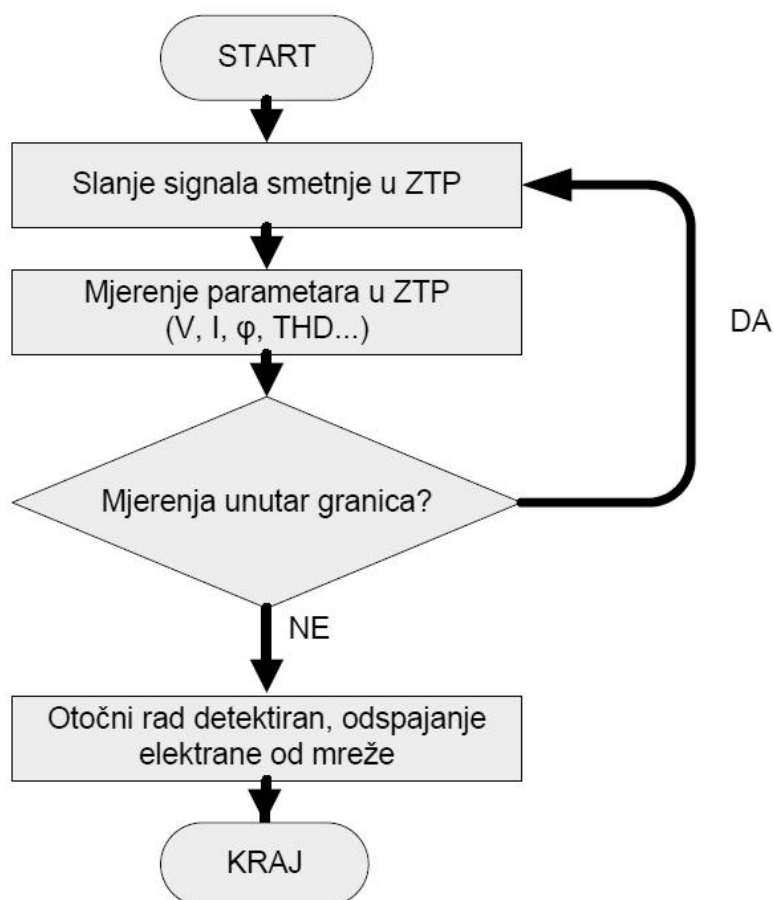 START
Slanje signala smetnje u ZTP
Mjerenje parametara u ZTP
(V, I, φ, THD...)
DA
Mjerenja unutar granica?
NE
Otočni rad detektiran, odspajanje
elektrane od mreže
KRAJ